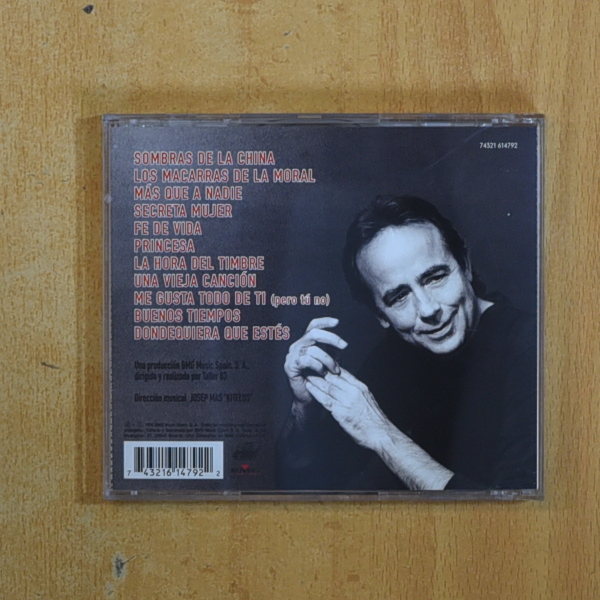 74321 614792
SOMBRAS DE LA CHINA
LOS MACARRAS DE LA MORAL
MÁS QUE A NADIE
SECRETA MUJER
FE DE VIDA
PRINCESA
LA HORA DEL TIMBRE
UNA VIEJA CANCIÓN
ME GUSTA TODO DE TI (pero tú no)
BUENOS TIEMPOS
DONDEQUIERA QUE ESTÉS
Una producción BMG Music Spain, S. A.,
dirigida y realizada por Taller 83
Dirección musical JOSEP MAS "KITFLUS"
7 43216 14792 2